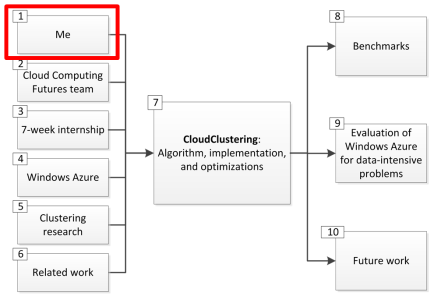 1
Me
2
Cloud Computing
Futures team
3
7-week internship
4
Windows Azure
5
Clustering
research
6
Related work
7
CloudClustering:
Algorithm, implementation,
and optimizations
8
Benchmarks
9
Evaluation of
Windows Azure
for data-intensive
problems
10
Future work